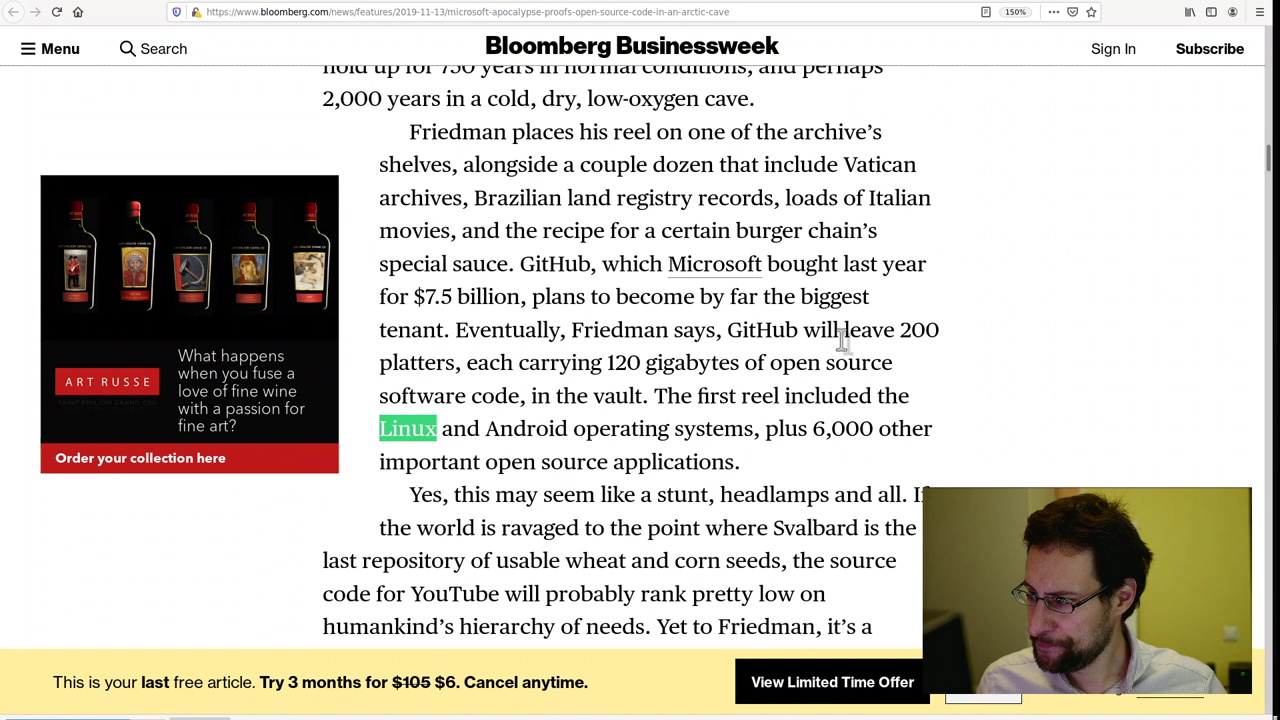 https://www.bloomberg.com/news/features/2019-11-13/microsoft-apocalypse-proofs-open-source-code-in-an-arctic-cave
150%
Menu
Search
Bloomberg Businessweek
Sign In
Subscribe
hold up for 750 years in normal conditions, and perhaps
2,000 years in a cold, dry, low-oxygen cave.
Friedman places his reel on one of the archive’s
shelves, alongside a couple dozen that include Vatican
archives, Brazilian land registry records, loads of Italian
movies, and the recipe for a certain burger chain’s
special sauce. GitHub, which Microsoft bought last year
for $7.5 billion, plans to become by far the biggest
tenant. Eventually, Friedman says, GitHub will leave 200
platters, each carrying 120 gigabytes of open source
software code, in the vault. The first reel included the
Linux and Android operating systems, plus 6,000 other
important open source applications.
Yes, this may seem like a stunt, headlamps and all. If
the world is ravaged to the point where Svalbard is the
last repository of usable wheat and corn seeds, the source
code for YouTube will probably rank pretty low on
humankind’s hierarchy of needs. Yet to Friedman, it’s a
What happens
when you fuse a
love of fine wine
with a passion for
fine art?
ART RUSSE
SAINT-EMILION GRAND CRU
Order your collection here
This is your last free article. Try 3 months for $105 $6. Cancel anytime.
View Limited Time Offer